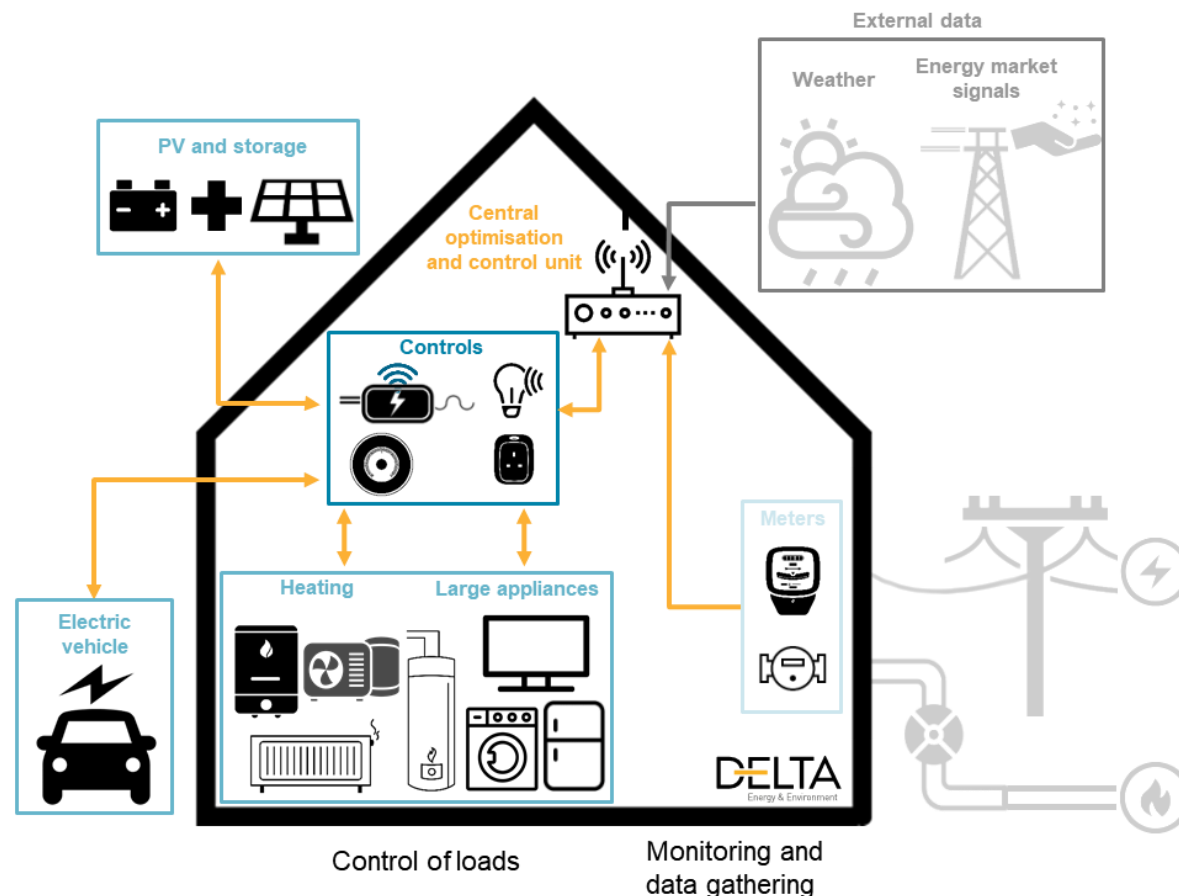 External data
Weather
Energy market
signals
PV and storage
Central
optimisation
and control unit
Controls
Meters
Heating
Large appliances
Electric
vehicle
DELTA
Energy & Environment
Control of loads
Monitoring and
data gathering